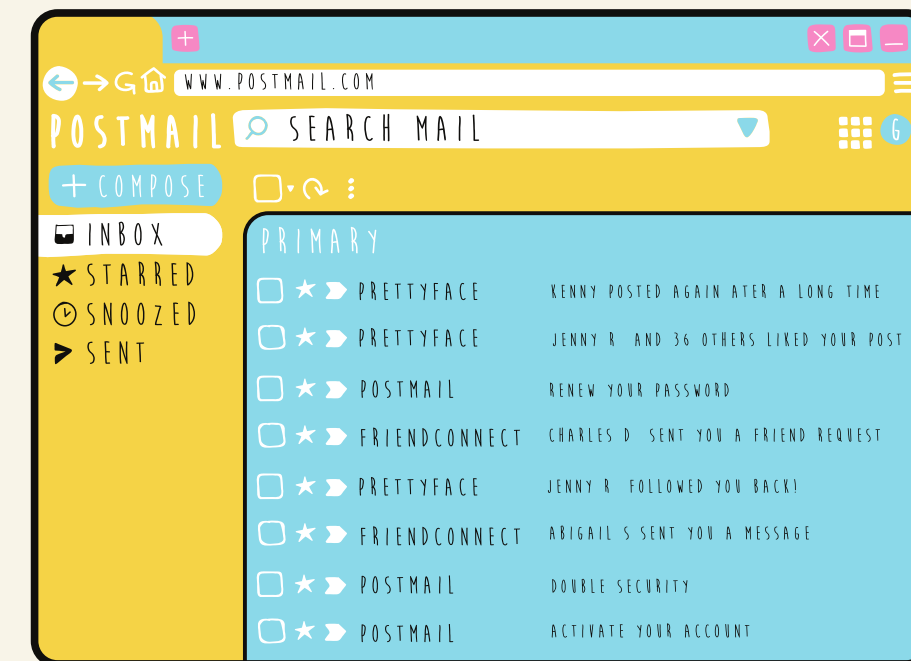 WWW.POSTMAIL.COM
POSTMAIL
SEARCH MAIL
G
COMPOSE
INBOX
STARRED
SNOOZED
SENT
PRIMARY
PRETTYFACE KENNY POSTED AGAIN ATER A LONG TIME
PRETTYFACE JENNY R AND 36 OTHERS LIKED YOUR POST
POSTMAIL RENEW YOUR PASSWORD
FRIENDCONNECT CHARLES D SENT YOU A FRIEND REQUEST
PRETTYFACE JENNY R FOLLOWED YOU BACK!
FRIENDCONNECT ABIGAIL S SENT YOU A MESSAGE
POSTMAIL DOUBLE SECURITY
POSTMAIL ACTIVATE YOUR ACCOUNT